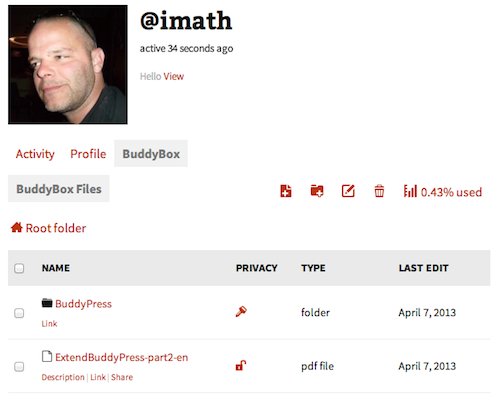 @imath
active 34 seconds ago
Hello View
Activity Profile BuddyBox
BuddyBox Files
0.43% used
Root folder
NAME PRIVACY TYPE LAST EDIT
BuddyPress folder April 7, 2013
Link
ExtendBuddyPress-part2-en pdf file April 7, 2013
Description | Link | Share